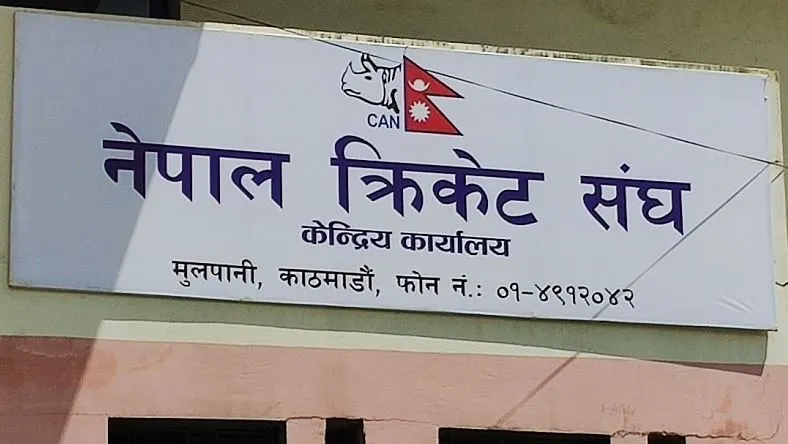 CAN
नेपाल क्रिकेट संघ
केन्द्रिय कार्यालय
मुलपानी, काठमाडौं, फोन नं.: ०१-४९१२०४२